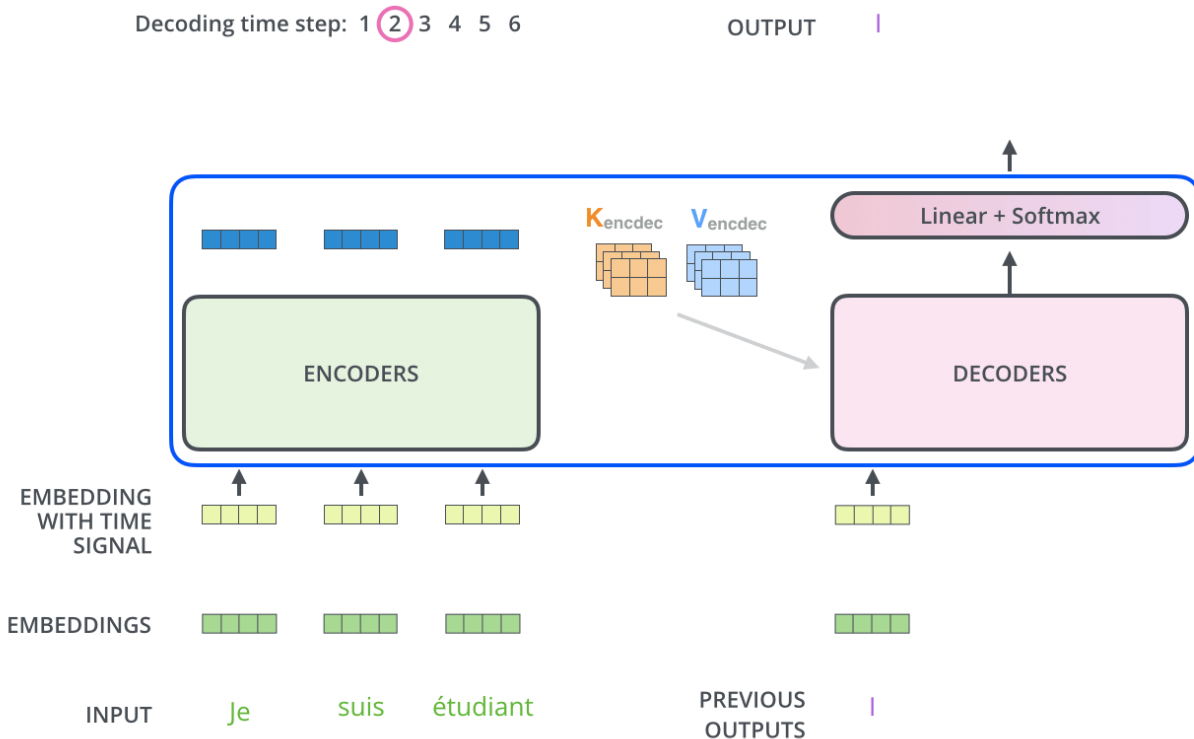 Decoding time step: 1 2 3 4 5 6
OUTPUT I
Linear + Softmax
Kencdec Vencdec
ENCODERS
DECODERS
EMBEDDING
WITH TIME
SIGNAL
EMBEDDINGS
INPUT Je suis étudiant
PREVIOUS
OUTPUTS
I